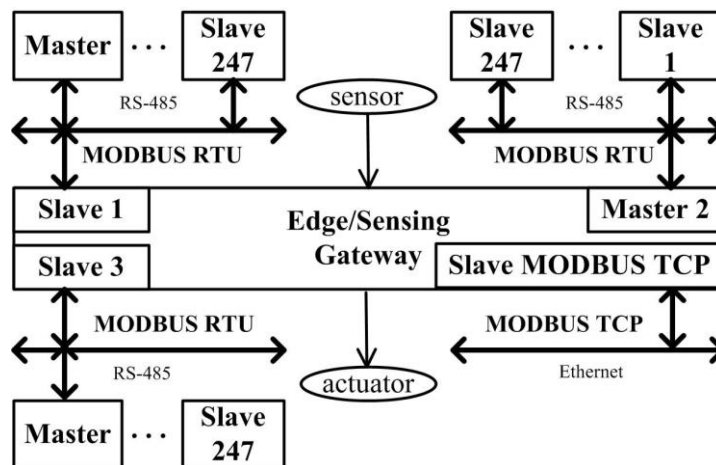 Master ... Slave 247
Slave 247 ... Slave 1
RS-485
sensor
RS-485
MODBUS RTU
MODBUS RTU
Slave 1
Edge/Sensing Gateway
Master 2
Slave 3
Slave MODBUS TCP
MODBUS RTU
MODBUS TCP
RS-485
actuator
Ethernet
Master ... Slave 247